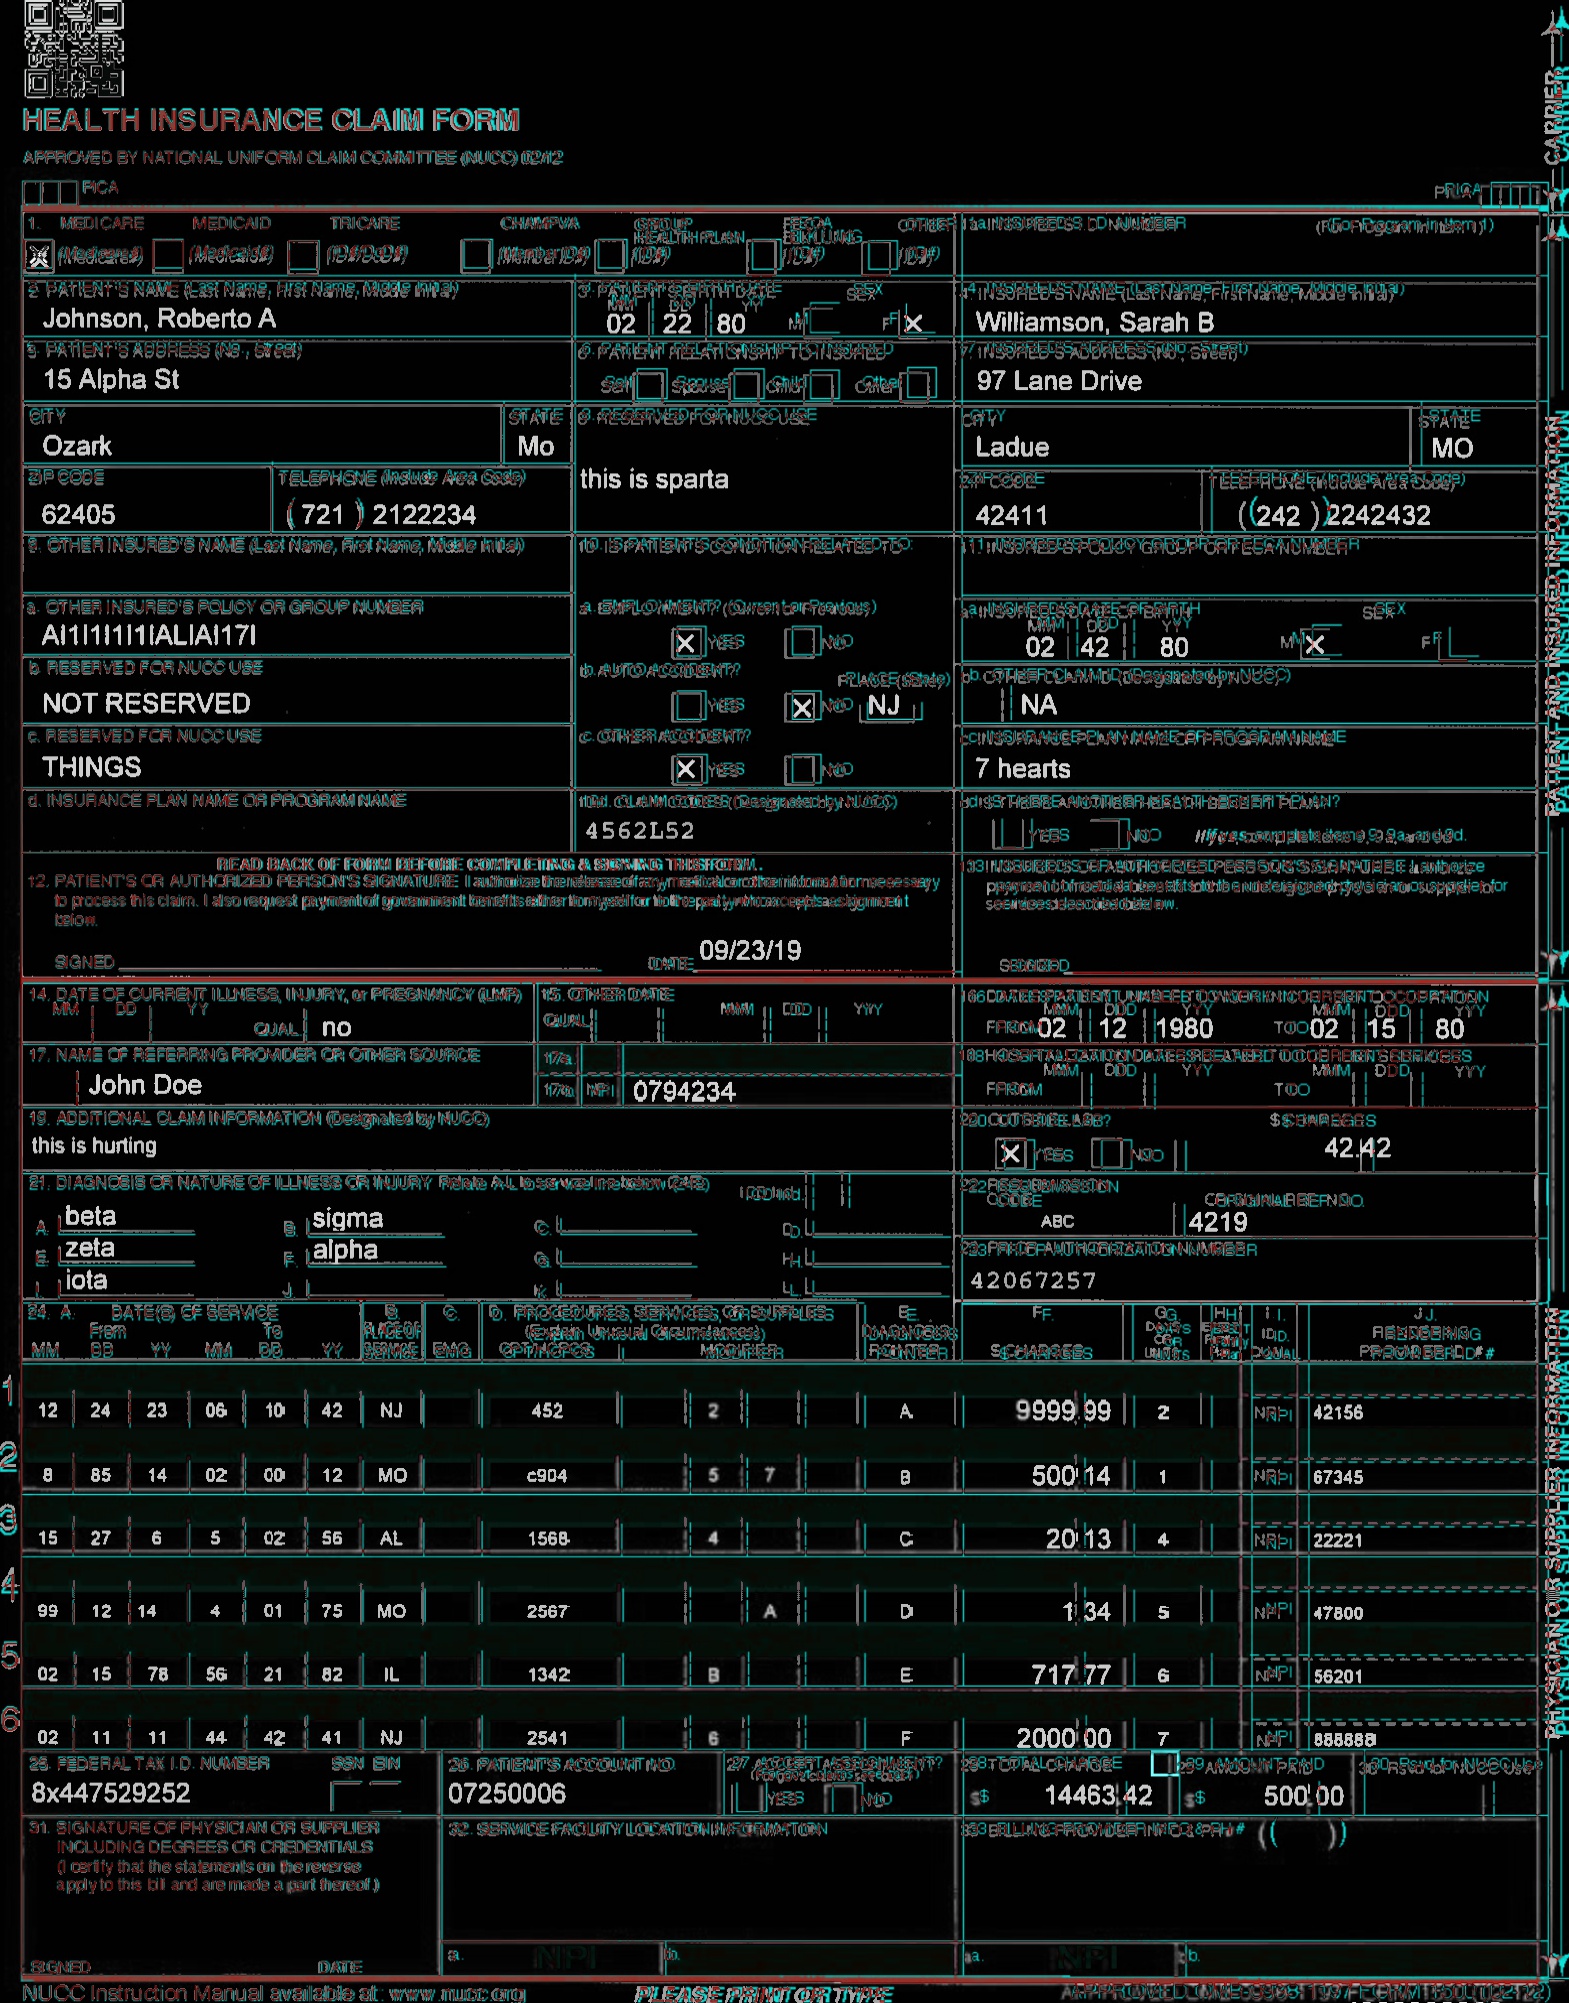 HEALTH INSURANCE CLAIM FORM
APPROVED BY NATIONAL UNIFORM CLAIM COMMITTEE (NUCC) 02/12
PICA PICA
CARRIER
1. MEDICARE MEDICAID TRICARE CHAMPVA GROUP HEALTH PLAN FECA BLK LUNG OTHER 1a. INSURED'S I.D. NUMBER (For Program in Item 1)
X (Medicare#) (Medicaid#) (ID#/DoD#) (Member ID#) (ID#) (ID#) (ID#)
2. PATIENT'S NAME (Last Name, First Name, Middle Initial) 3. PATIENT'S BIRTH DATE SEX 4. INSURED'S NAME (Last Name, First Name, Middle Initial)
MM DD YY
Johnson, Roberto A 02 22 80 M F X Williamson, Sarah B
5. PATIENT'S ADDRESS (No., Street) 6. PATIENT RELATIONSHIP TO INSURED 7. INSURED'S ADDRESS (No., Street)
15 Alpha St Self Spouse Child Other 97 Lane Drive
CITY STATE 8. RESERVED FOR NUCC USE CITY STATE
Ozark Mo Ladue MO
ZIP CODE TELEPHONE (Include Area Code) this is sparta ZIP CODE TELEPHONE (Include Area Code)
62405 (721) 2122234 42411 (242) 2242432
9. OTHER INSURED'S NAME (Last Name, First Name, Middle Initial) 10. IS PATIENT'S CONDITION RELATED TO: 11. INSURED'S POLICY GROUP OR FECA NUMBER
a. OTHER INSURED'S POLICY OR GROUP NUMBER a. EMPLOYMENT? (Current or Previous) a. INSURED'S DATE OF BIRTH SEX
MM DD YY
AI1I1I1I1IALIAI17I X YES NO 02 42 80 M X F
b. RESERVED FOR NUCC USE b. AUTO ACCIDENT? PLACE (State) b. OTHER CLAIM ID (Designated by NUCC)
NOT RESERVED YES X NO NJ NA
c. RESERVED FOR NUCC USE c. OTHER ACCIDENT? c. INSURANCE PLAN NAME OR PROGRAM NAME
THINGS X YES NO 7 hearts
d. INSURANCE PLAN NAME OR PROGRAM NAME 10d. CLAIM CODES (Designated by NUCC) d. IS THERE ANOTHER HEALTH BENEFIT PLAN?
4562L52 YES NO If yes, complete items 9, 9a, and 9d.
READ BACK OF FORM BEFORE COMPLETING & SIGNING THIS FORM.
12. PATIENT'S OR AUTHORIZED PERSON'S SIGNATURE I authorize the release of any medical or other information necessary
to process this claim. I also request payment of government benefits either to myself or to the party who accepts assignment
below.
13. INSURED'S OR AUTHORIZED PERSON'S SIGNATURE I authorize
payment of medical benefits to the undersigned physician or supplier for
services described below.
SIGNED DATE 09/23/19 SIGNED
PATIENT AND INSURED INFORMATION
14. DATE OF CURRENT ILLNESS, INJURY, or PREGNANCY (LMP) 15. OTHER DATE 16. DATES PATIENT UNABLE TO WORK IN CURRENT OCCUPATION
MM DD YY QUAL. no QUAL. MM DD YY FROM 02 12 1980 TO 02 15 80
17. NAME OF REFERRING PROVIDER OR OTHER SOURCE 17a. 18. HOSPITALIZATION DATES RELATED TO CURRENT SERVICES
John Doe 17b. NPI 0794234 FROM MM DD YY TO MM DD YY
19. ADDITIONAL CLAIM INFORMATION (Designated by NUCC) 20. OUTSIDE LAB? $ CHARGES
this is hurting X YES NO 42.42
21. DIAGNOSIS OR NATURE OF ILLNESS OR INJURY Relate A-L to service line below (24E) ICD Ind. 22. RESUBMISSION CODE ORIGINAL REF. NO.
A. beta B. sigma C. D. ABC 4219
E. zeta F. alpha G. H. 23. PRIOR AUTHORIZATION NUMBER
I. iota J. K. L. 42067257
24. A. DATE(S) OF SERVICE B. C. D. PROCEDURES, SERVICES, OR SUPPLIES E. F. G. H. I. J.
From To PLACE OF (Explain Unusual Circumstances) DIAGNOSIS DAYS OR ID. RENDERING
MM DD YY MM DD YY SERVICE EMG CPT/HCPCS MODIFIER POINTER $ CHARGES UNITS QUAL. PROVIDER ID. #
1 12 24 23 06 10 42 NJ 452 2 A 9999 99 2 NPI 42156
2 8 85 14 02 00 12 MO c904 5 7 B 500 14 1 NPI 67345
3 15 27 6 5 02 56 AL 1568 4 C 20 13 4 NPI 22221
4 99 12 14 4 01 75 MO 2567 A D 1 34 5 NPI 47800
5 02 15 78 56 21 82 IL 1342 B E 717 77 6 NPI 56201
6 02 11 11 44 42 41 NJ 2541 6 F 2000 00 7 NPI 888888
25. FEDERAL TAX I.D. NUMBER SSN EIN 26. PATIENT'S ACCOUNT NO. 27. ACCEPT ASSIGNMENT? 28. TOTAL CHARGE 29. AMOUNT PAID 30. Rsvd for NUCC Use
8x447529252 07250006 YES NO $ 14463 42 $ 500 00
31. SIGNATURE OF PHYSICIAN OR SUPPLIER 32. SERVICE FACILITY LOCATION INFORMATION 33. BILLING PROVIDER INFO & PH # ( )
INCLUDING DEGREES OR CREDENTIALS
(I certify that the statements on the reverse
apply to this bill and are made a part thereof.)
SIGNED DATE a. NPI b. a. NPI b.
PHYSICIAN OR SUPPLIER INFORMATION
NUCC Instruction Manual available at: www.nucc.org PLEASE PRINT OR TYPE